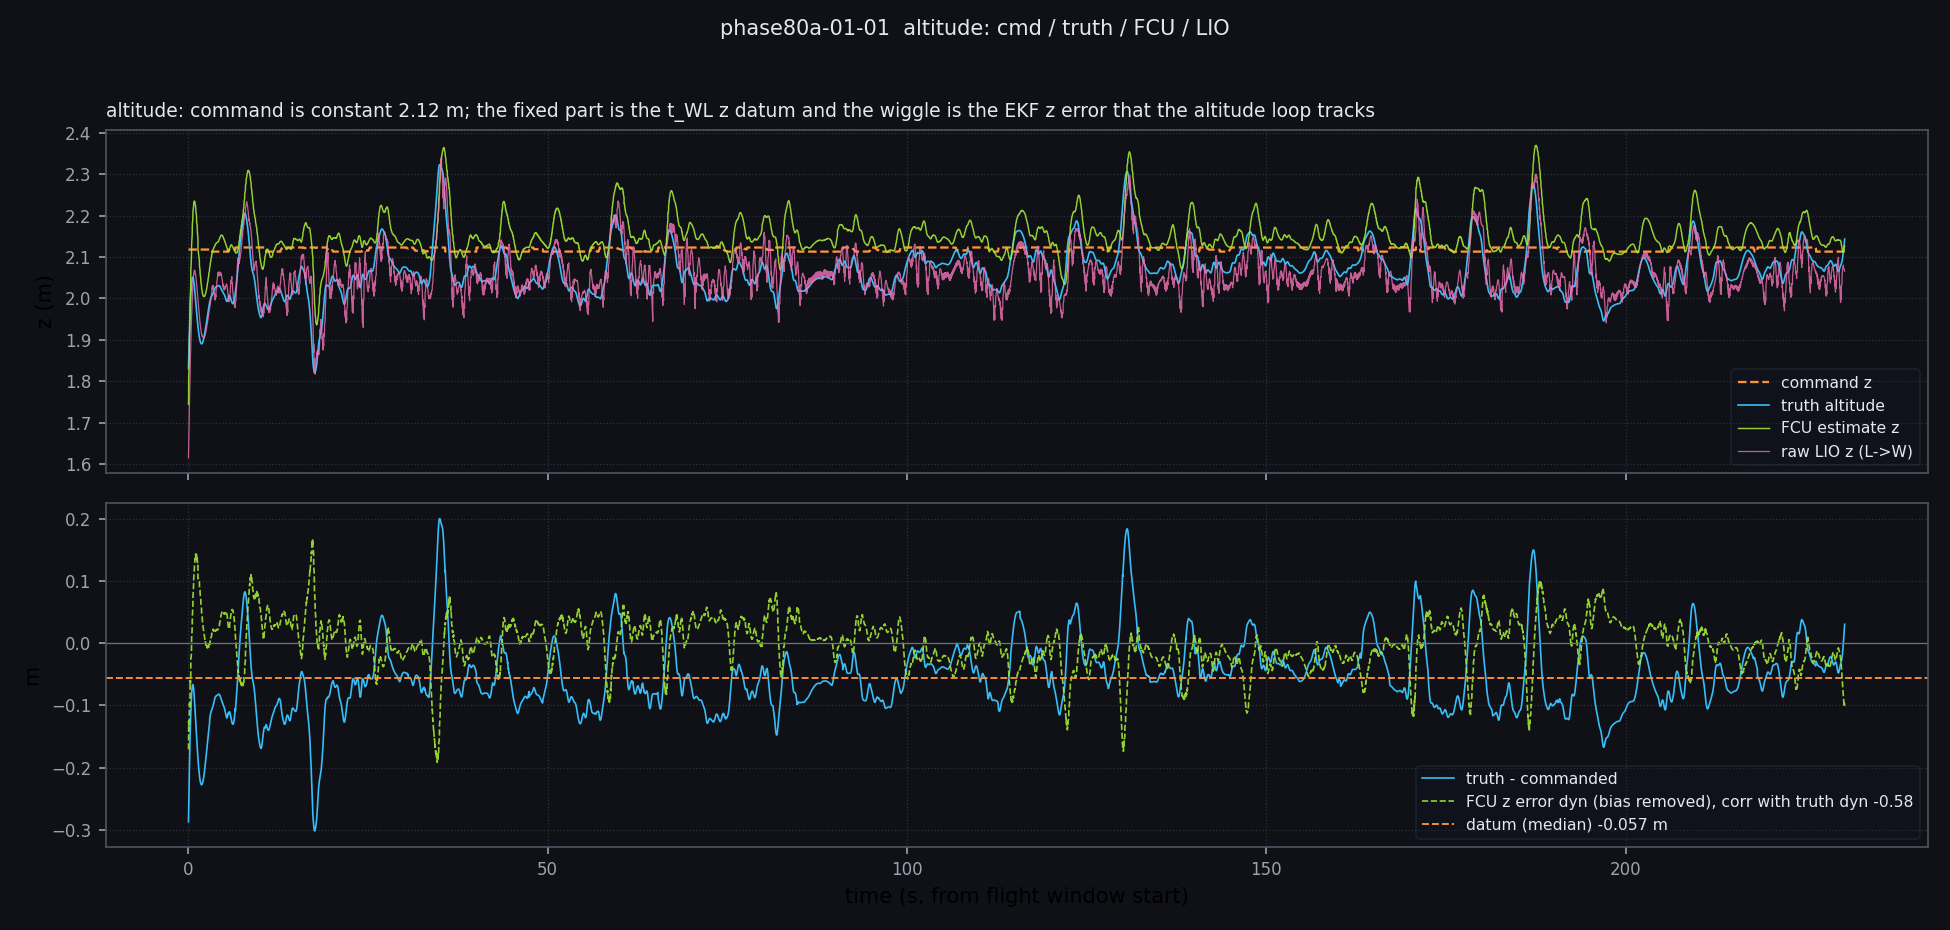 phase80a-01-01  altitude: cmd / truth / FCU / LIO
altitude: command is constant 2.12 m; the fixed part is the t_WL z datum and the wiggle is the EKF z error that the altitude loop tracks
2.4
2.3
2.2
2.1
2.0
1.9
1.8
1.7
1.6
z (m)
command z
truth altitude
FCU estimate z
raw LIO z (L->W)
0.2
0.1
0.0
−0.1
−0.2
−0.3
m
truth - commanded
FCU z error dyn (bias removed), corr with truth dyn -0.58
datum (median) -0.057 m
0
50
100
150
200
time (s, from flight window start)